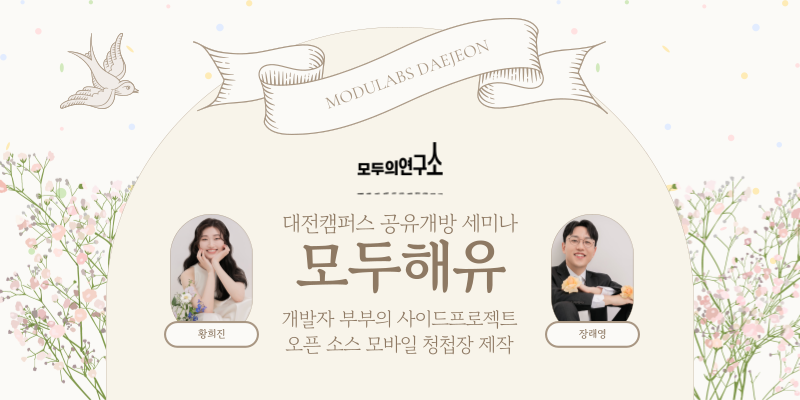 MODULABS DAEJEON
모두의연구소
대전캠퍼스 공유개방 세미나
모두해유
개발자 부부의 사이드프로젝트
오픈 소스 모바일 청첩장 제작
황희진
장래영